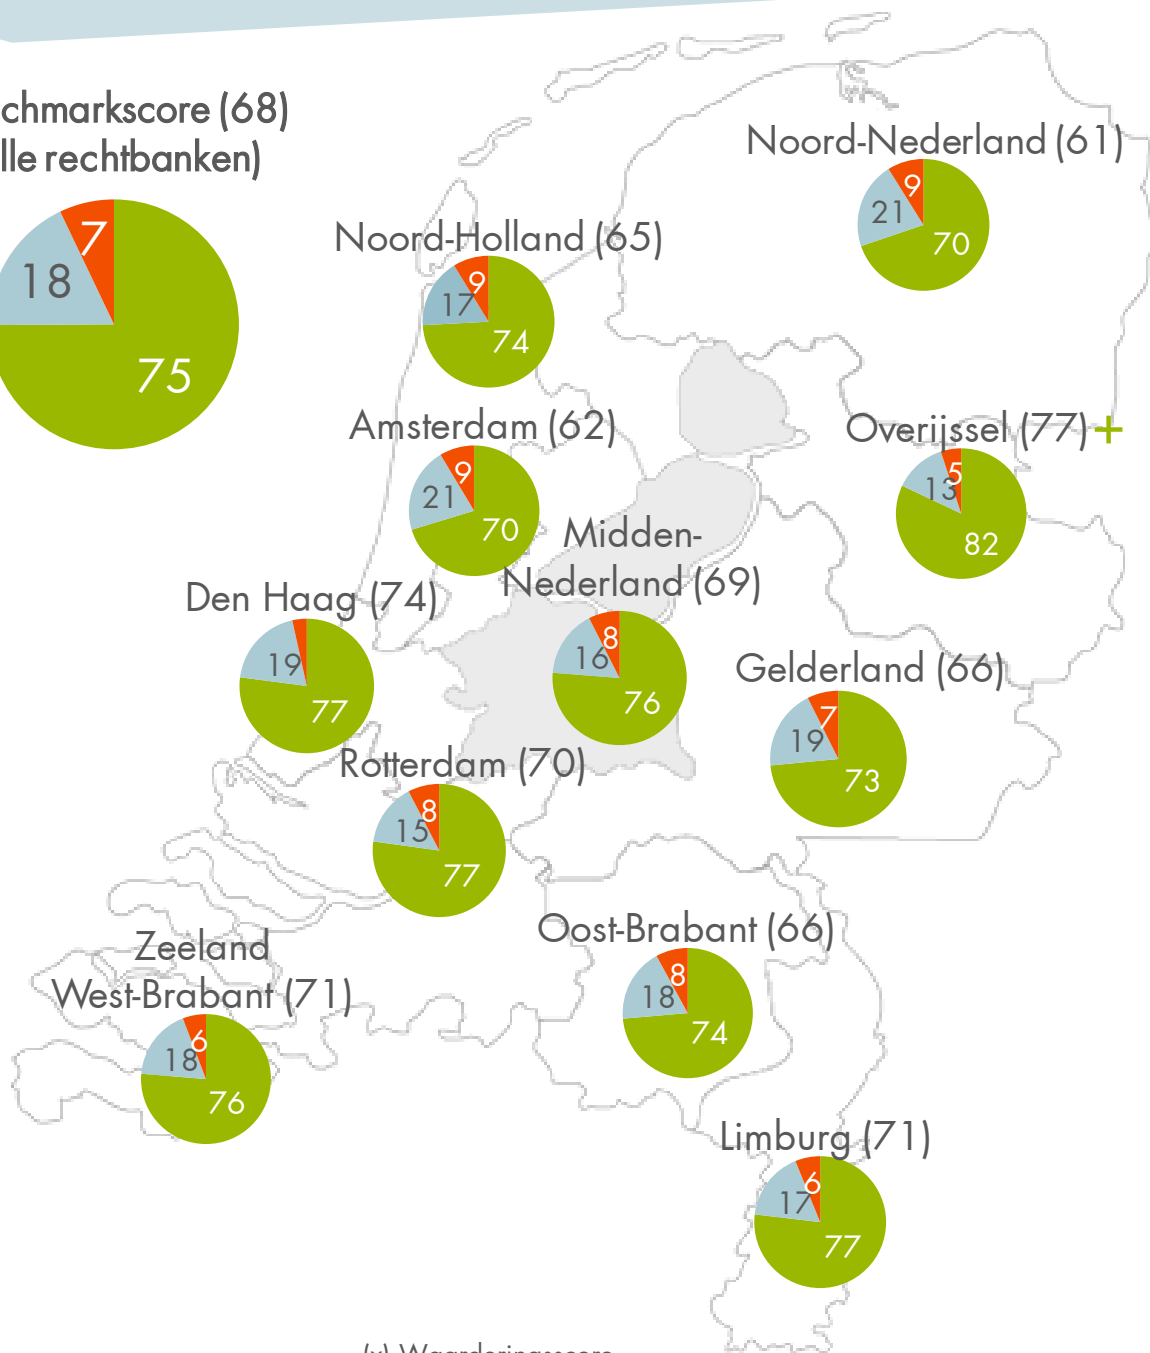 chmarkscore (68)
lle rechtbanken)
7
18
75
Noord-Nederland (61)
9
21
70
Noord-Holland (65)
9
17
74
Amsterdam (62)
9
21
70
Overijssel (77) +
5
13
82
Midden-
Nederland (69)
8
16
76
Den Haag (74)
19
77
Gelderland (66)
7
19
73
Rotterdam (70)
8
15
77
Oost-Brabant (66)
8
18
74
Zeeland
West-Brabant (71)
6
18
76
Limburg (71)
6
17
77
(x) Waarderingsscore